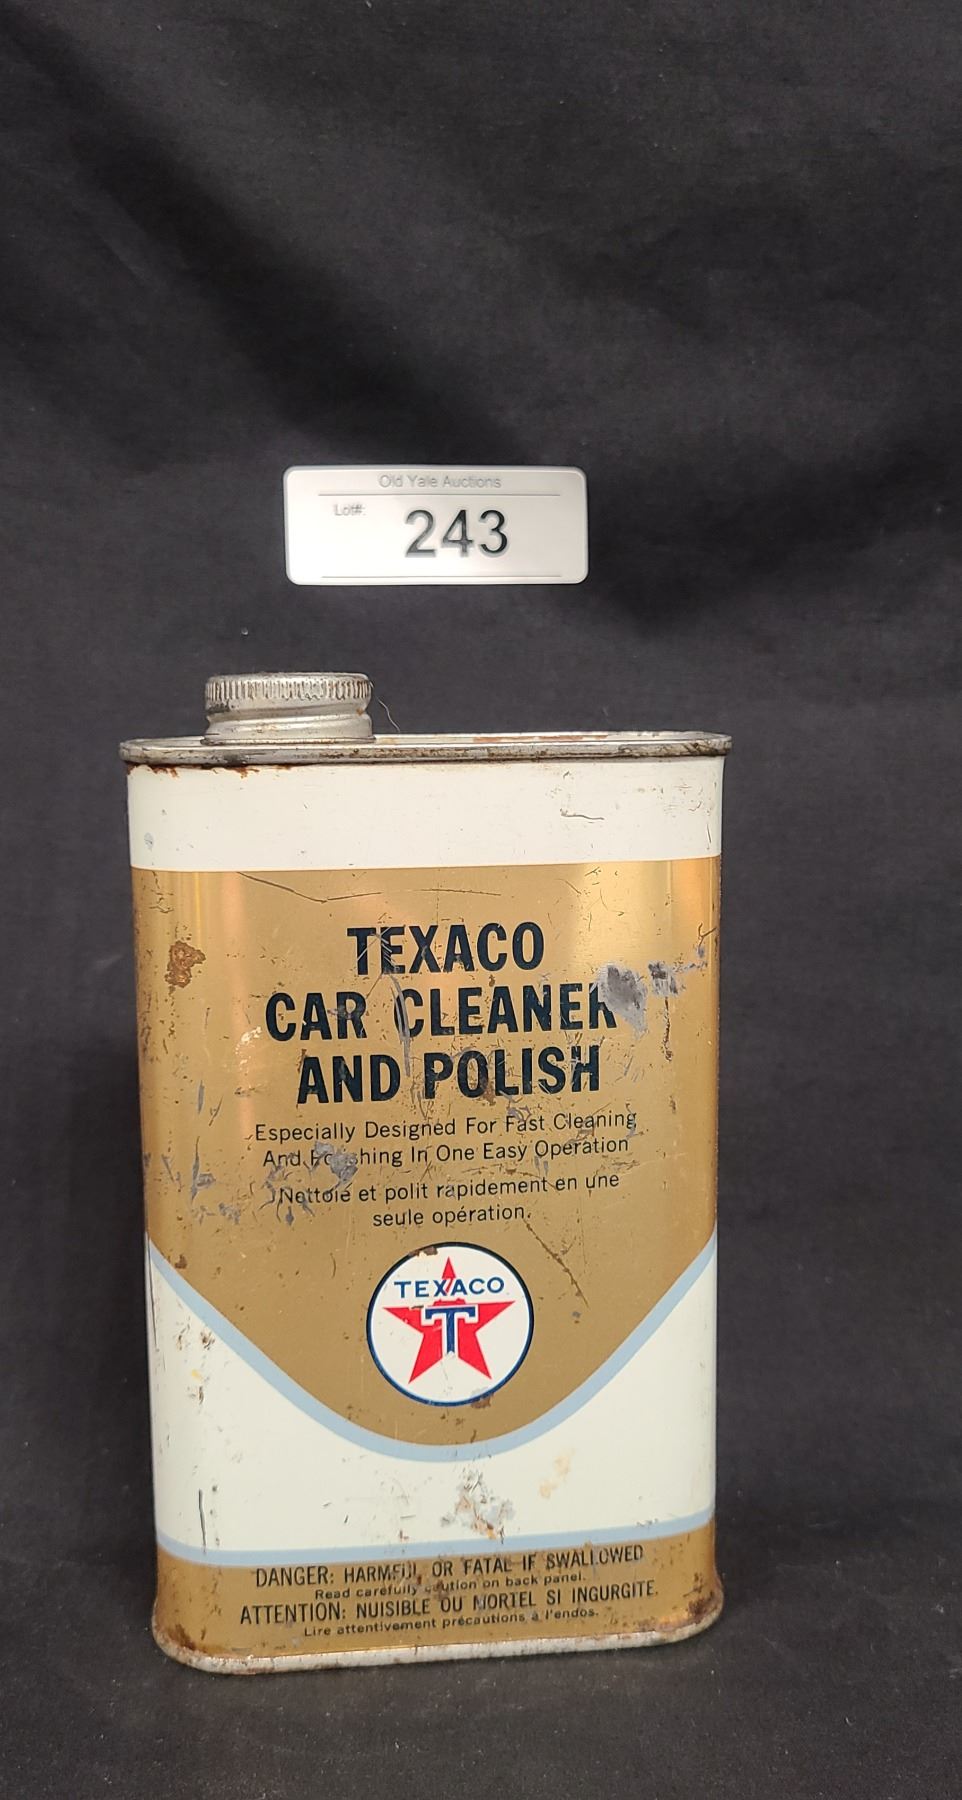 Old Yale Auctions
Lot#:
243
TEXACO
CAR CLEANER
AND POLISH
Especially Designed For Fast Cleaning
And Polishing In One Easy Operation
Nettoie et polit rapidement en une
seule opération.
TEXACO
T
DANGER: HARMFUL OR FATAL IF SWALLOWED
Read carefully caution on back panel.
ATTENTION: NUISIBLE OU MORTEL SI INGURGITE.
Lire attentivement précautions à l'endos.